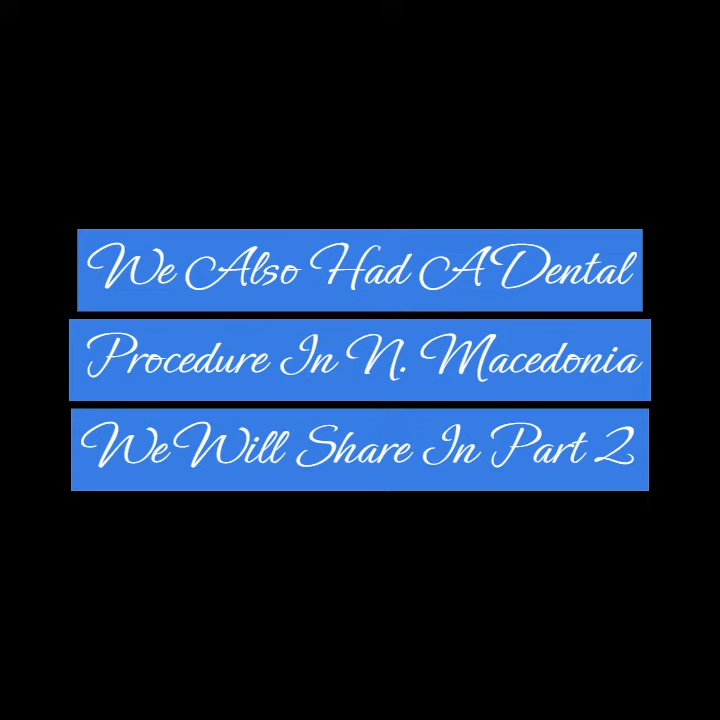 We Also Had A Dental
Procedure In N. Macedonia
We Will Share In Part 2